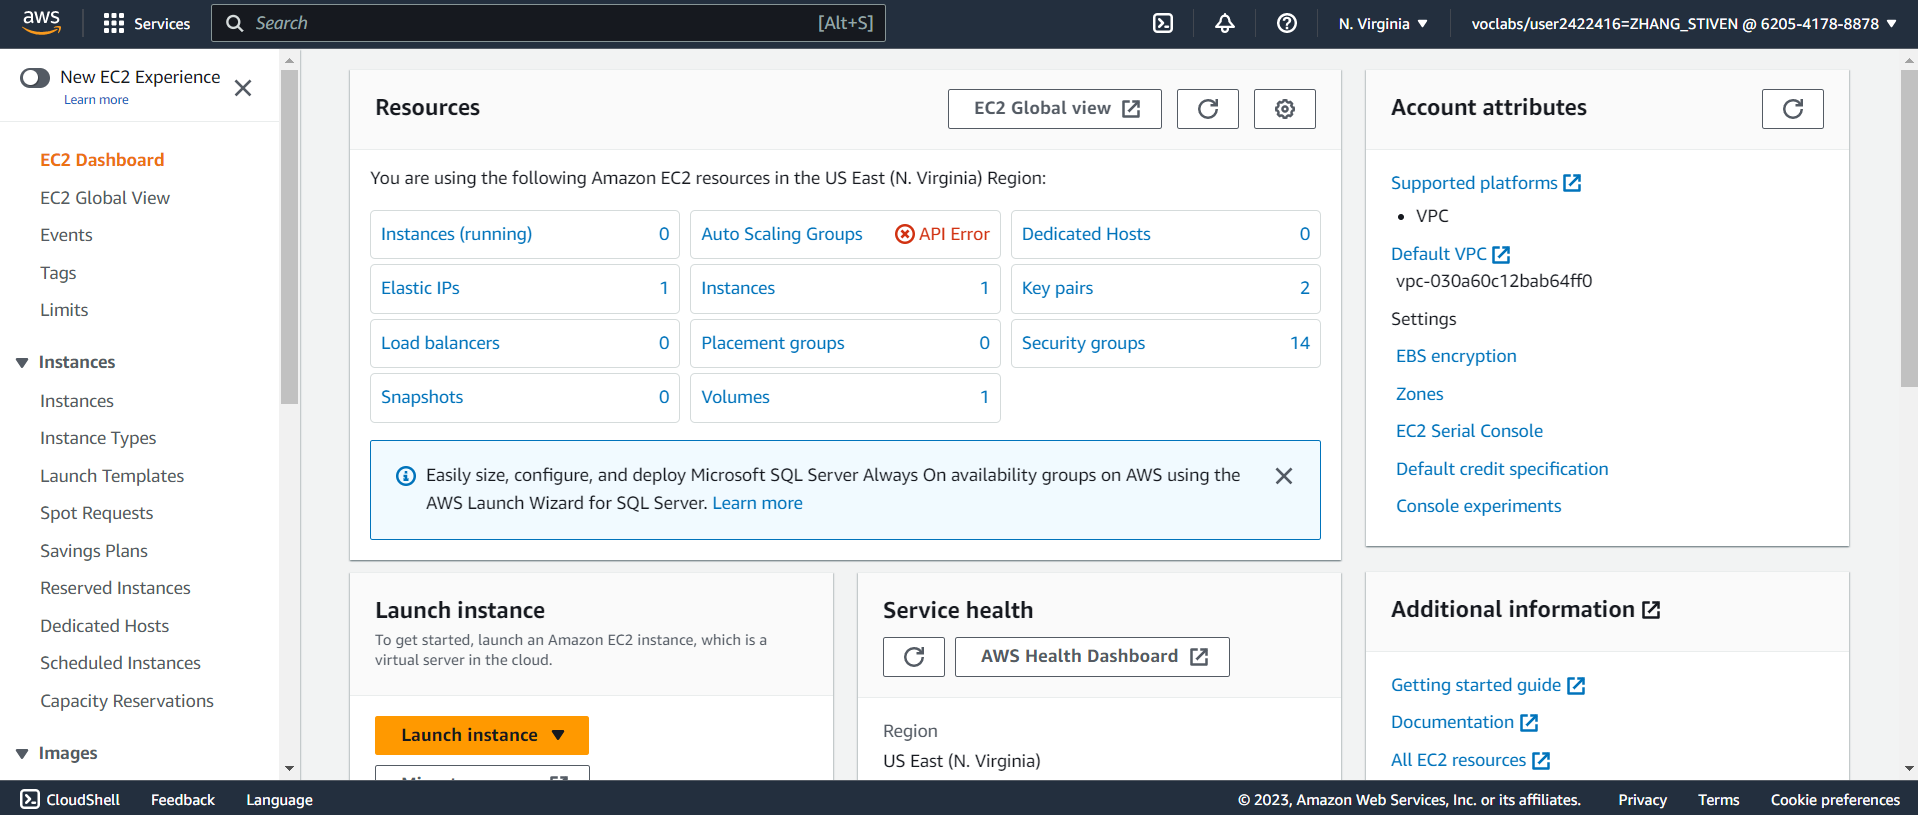 aws
Services
Search
[Alt+S]
N. Virginia
voclabs/user2422416=ZHANG_STIVEN @ 6205-4178-8878
New EC2 Experience
Learn more
EC2 Dashboard
EC2 Global View
Events
Tags
Limits
Instances
Instances
Instance Types
Launch Templates
Spot Requests
Savings Plans
Reserved Instances
Dedicated Hosts
Scheduled Instances
Capacity Reservations
Images
Resources
EC2 Global view
You are using the following Amazon EC2 resources in the US East (N. Virginia) Region:
Instances (running) 0
Auto Scaling Groups API Error
Dedicated Hosts 0
Elastic IPs 1
Instances 1
Key pairs 2
Load balancers 0
Placement groups 0
Security groups 14
Snapshots 0
Volumes 1
Easily size, configure, and deploy Microsoft SQL Server Always On availability groups on AWS using the
AWS Launch Wizard for SQL Server. Learn more
Launch instance
To get started, launch an Amazon EC2 instance, which is a
virtual server in the cloud.
Launch instance
Service health
AWS Health Dashboard
Region
US East (N. Virginia)
Account attributes
Supported platforms
• VPC
Default VPC
vpc-030a60c12bab64ff0
Settings
EBS encryption
Zones
EC2 Serial Console
Default credit specification
Console experiments
Additional information
Getting started guide
Documentation
All EC2 resources
CloudShell
Feedback
Language
© 2023, Amazon Web Services, Inc. or its affiliates.
Privacy
Terms
Cookie preferences